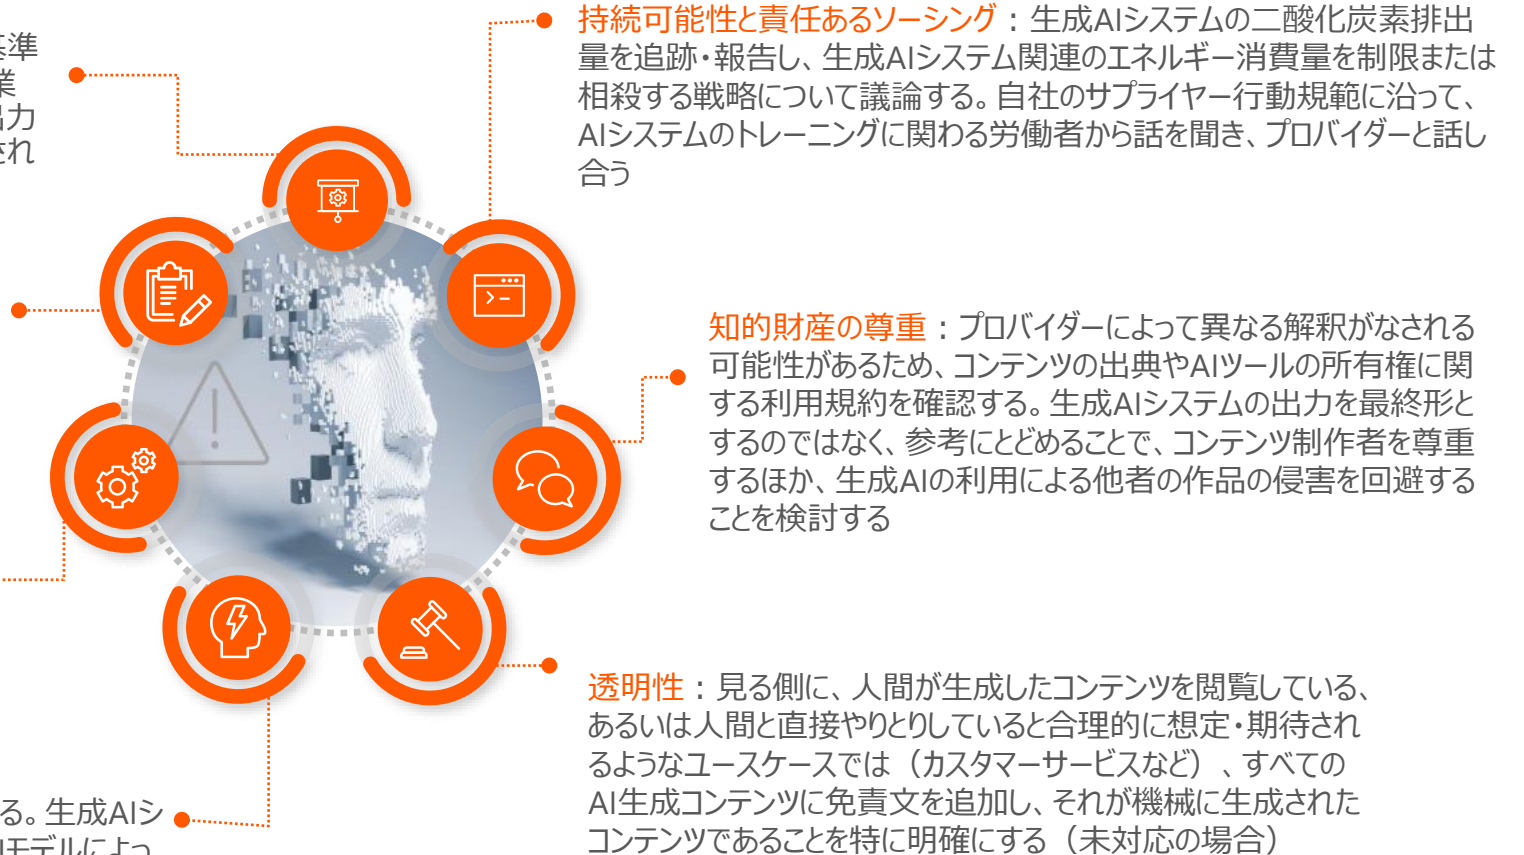 持続可能性と責任あるソーシング：生成AIシステムの二酸化炭素排出
量を追跡・報告し、生成AIシステム関連のエネルギー消費量を制限または
相殺する戦略について議論する。自社のサプライヤー行動規範に沿って、
AIシステムのトレーニングに関わる労働者から話を聞き、プロバイダーと話し
合う
基準
業
出力
され
知的財産の尊重：プロバイダーによって異なる解釈がなされる
可能性があるため、コンテンツの出典やAIツールの所有権に関
する利用規約を確認する。生成AIシステムの出力を最終形と
するのではなく、参考にとどめることで、コンテンツ制作者を尊重
するほか、生成AIの利用による他者の作品の侵害を回避する
ことを検討する
透明性：見る側に、人間が生成したコンテンツを閲覧している、
あるいは人間と直接やりとりしていると合理的に想定・期待され
るようなユースケースでは（カスタマーサービスなど）、すべての
AI生成コンテンツに免責文を追加し、それが機械に生成された
コンテンツであることを特に明確にする（未対応の場合）
る。生成AIシ
モデルによっ